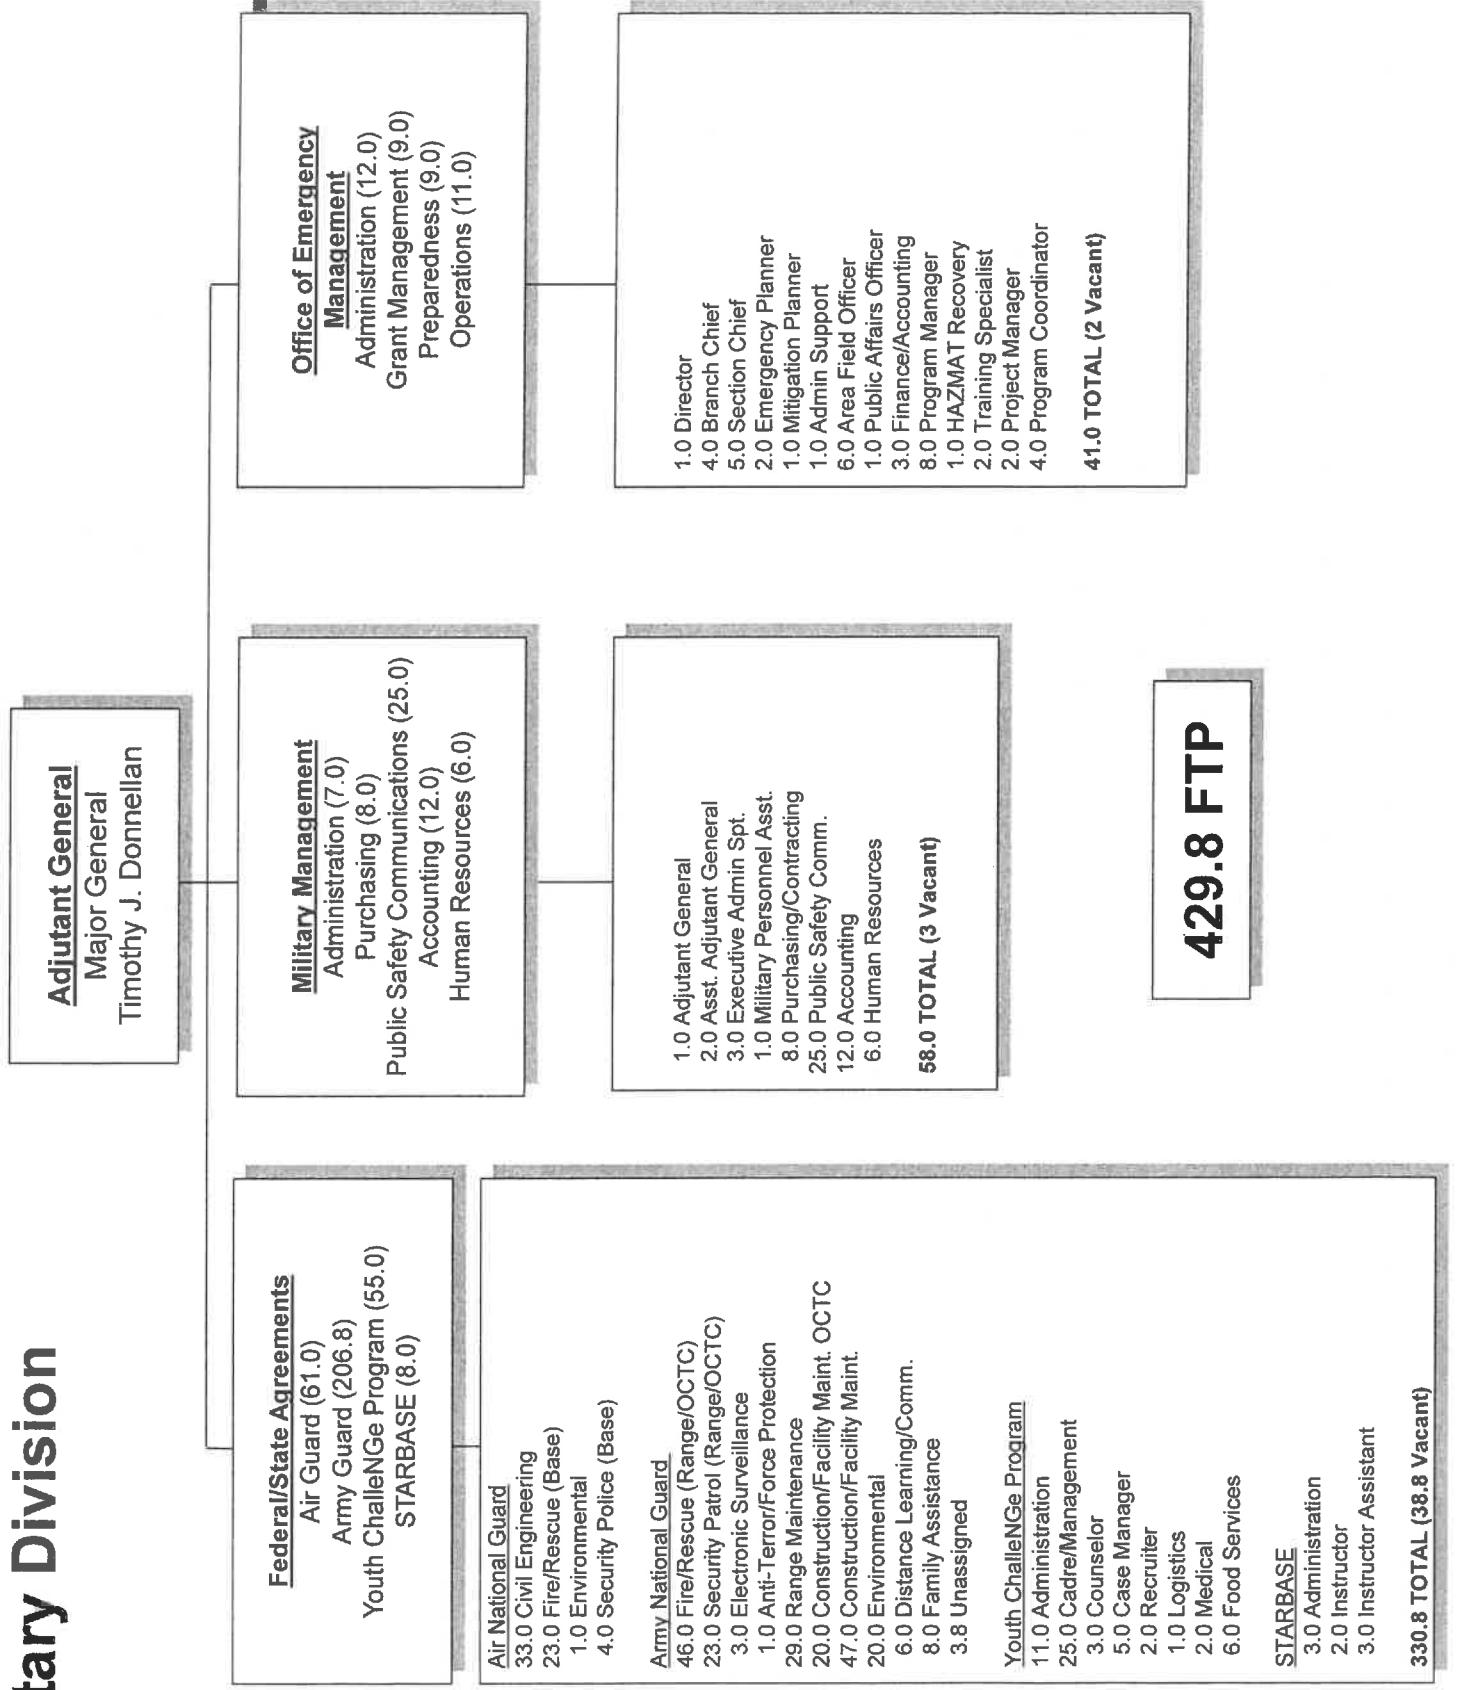 tary Division
Adjutant General
Major General
Timothy J. Donnellan
Federal/State Agreements
Air Guard (61.0)
Army Guard (206.8)
Youth ChalleNGe Program (55.0)
STARBASE (8.0)
Military Management
Administration (7.0)
Purchasing (8.0)
Public Safety Communications (25.0)
Accounting (12.0)
Human Resources (6.0)
Office of Emergency
Management
Administration (12.0)
Grant Management (9.0)
Preparedness (9.0)
Operations (11.0)
Air National Guard
33.0 Civil Engineering
23.0 Fire/Rescue (Base)
1.0 Environmental
4.0 Security Police (Base)
Army National Guard
46.0 Fire/Rescue (Range/OCTC)
23.0 Security Patrol (Range/OCTC)
3.0 Electronic Surveillance
1.0 Anti-Terror/Force Protection
29.0 Range Maintenance
20.0 Construction/Facility Maint. OCTC
47.0 Construction/Facility Maint.
20.0 Environmental
6.0 Distance Learning/Comm.
8.0 Family Assistance
3.8 Unassigned
Youth ChalleNGe Program
11.0 Administration
25.0 Cadre/Management
3.0 Counselor
5.0 Case Manager
2.0 Recruiter
1.0 Logistics
2.0 Medical
6.0 Food Services
STARBASE
3.0 Administration
2.0 Instructor
3.0 Instructor Assistant
330.8 TOTAL (38.8 Vacant)
1.0 Adjutant General
2.0 Asst. Adjutant General
3.0 Executive Admin Spt.
1.0 Military Personnel Asst.
8.0 Purchasing/Contracting
25.0 Public Safety Comm.
12.0 Accounting
6.0 Human Resources
58.0 TOTAL (3 Vacant)
1.0 Director
4.0 Branch Chief
5.0 Section Chief
2.0 Emergency Planner
1.0 Mitigation Planner
1.0 Admin Support
6.0 Area Field Officer
1.0 Public Affairs Officer
3.0 Finance/Accounting
8.0 Program Manager
1.0 HAZMAT Recovery
2.0 Training Specialist
2.0 Project Manager
4.0 Program Coordinator
41.0 TOTAL (2 Vacant)
429.8 FTP